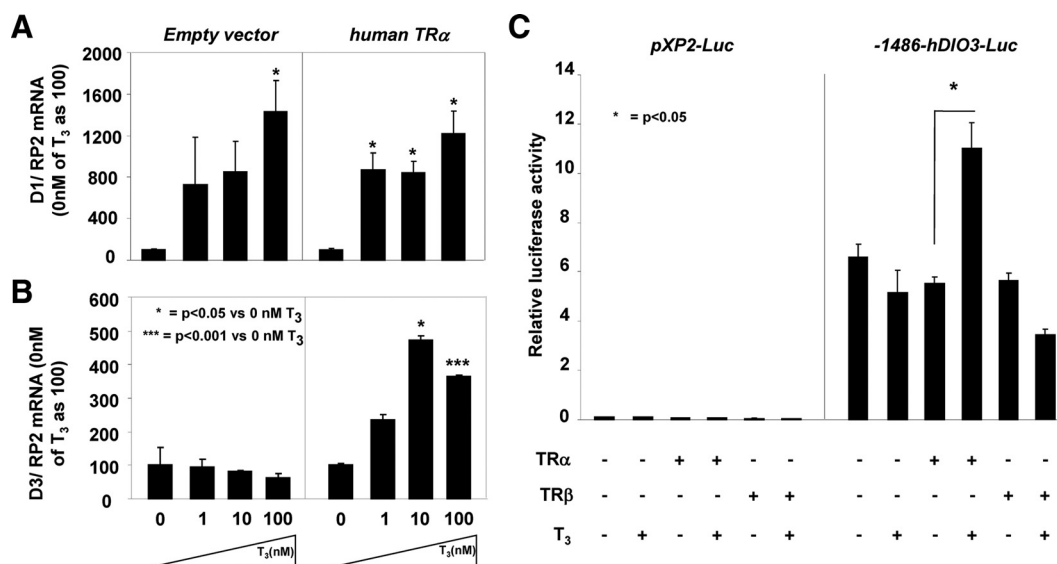 A
Empty vector
human TRα
D1/ RP2 mRNA
(0nM of T3 as 100)
2000
1600
1200
800
400
0
*
*
*
*
B
D3/ RP2 mRNA (0nM
of T3 as 100)
600
500
400
300
200
100
0
* = p<0.05 vs 0 nM T3
*** = p<0.001 vs 0 nM T3
*
***
0 1 10 100 0 1 10 100
T3(nM) T3(nM)
C
pXP2-Luc
-1486-hDIO3-Luc
Relative luciferase activity
14
12
10
8
6
4
2
0
* = p<0.05
*
TRα - - + + - - - - + + - -
TRβ - - - - + + - - - - + +
T3 - + - + - + - + - + - +